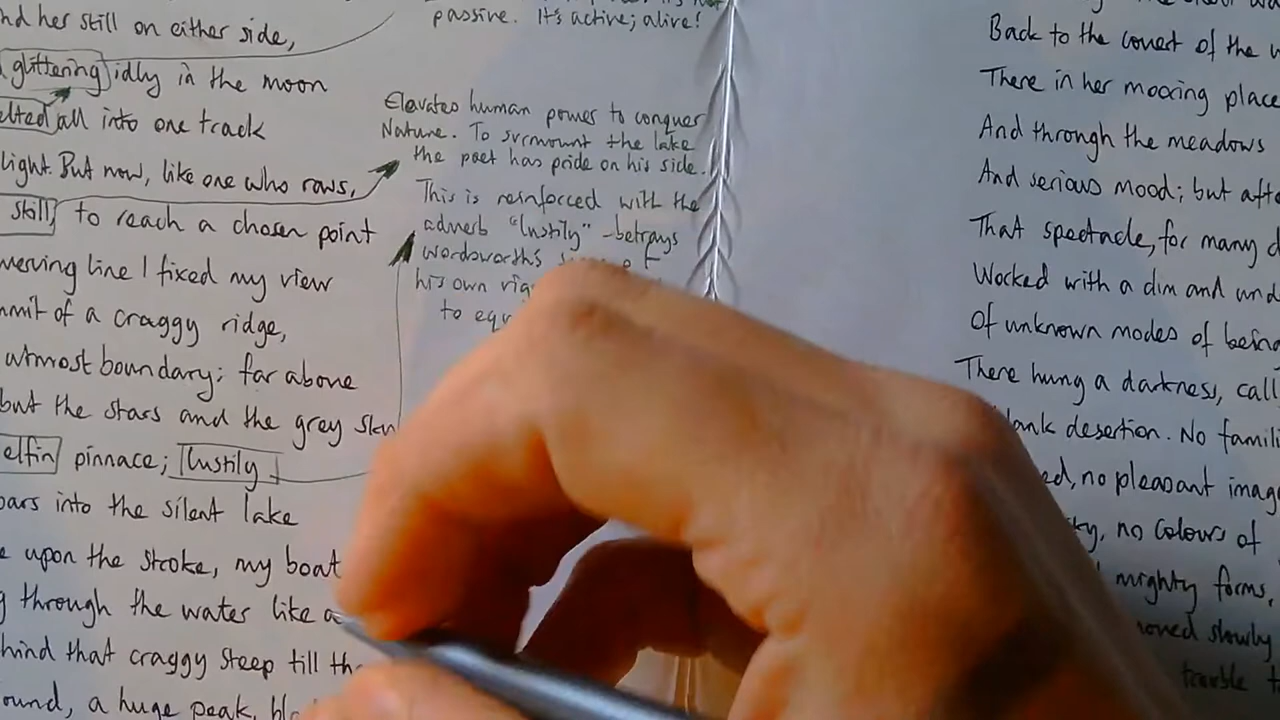 nd her still on either side,
glittering idly in the moon
elted all into one track
light. But now, like one who rows,
skill, to reach a chosen point
werving line I fixed my view
mmit of a craggy ridge,
utmost boundary; far above
but the stars and the grey sky
elfin pinnace; lustily
oars into the silent lake
e upon the stroke, my boat
g through the water like a
hind that craggy steep till th
ound, a huge peak, bl
passive. It's active; alive!
Elevates human power to conquer
Nature. To surmount the lake
the poet has pride on his side.
This is reinforced with the
adverb "lustily" - betrays
Wordsworths
his own
to equ
Back to the covert of the w
There in her mooring place
And through the meadows
And serious mood; but afte
That spectacle, for many d
Worked with a dim and und
Of unknown modes of being
There hung a darkness, call
lank desertion. No famili
ed, no pleasant imag
ky, no colours of
mighty forms,
moved slowly
trouble t